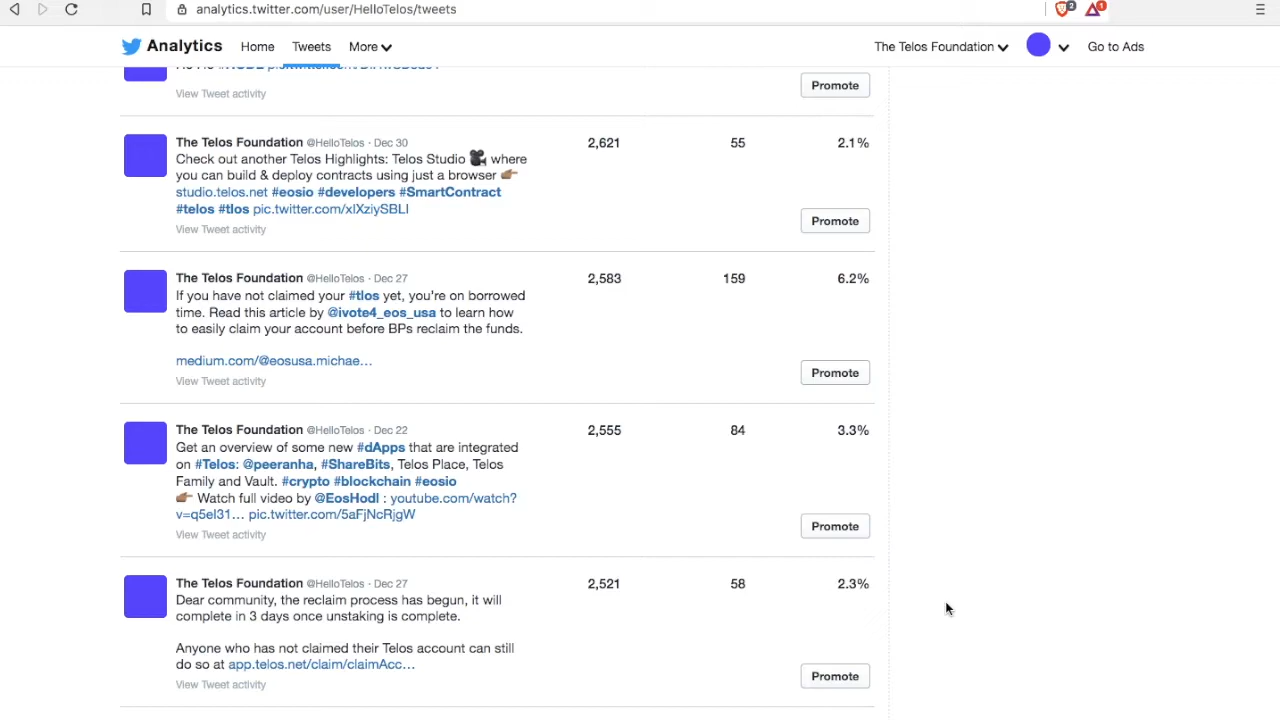 analytics.twitter.com/user/HelloTelos/tweets
2
1
Analytics Home Tweets More The Telos Foundation Go to Ads
View Tweet activity
Promote
The Telos Foundation @HelloTelos · Dec 30 2,621 55 2.1%
Check out another Telos Highlights: Telos Studio 🎥 where
you can build & deploy contracts using just a browser 👉🏽
studio.telos.net #eosio #developers #SmartContract
#telos #tlos pic.twitter.com/xlXziySBLI
View Tweet activity
Promote
The Telos Foundation @HelloTelos · Dec 27 2,583 159 6.2%
If you have not claimed your #tlos yet, you're on borrowed
time. Read this article by @ivote4_eos_usa to learn how
to easily claim your account before BPs reclaim the funds.
medium.com/@eosusa.michae…
View Tweet activity
Promote
The Telos Foundation @HelloTelos · Dec 22 2,555 84 3.3%
Get an overview of some new #dApps that are integrated
on #Telos: @peeranha, #ShareBits, Telos Place, Telos
Family and Vault. #crypto #blockchain #eosio
👉🏽 Watch full video by @EosHodl : youtube.com/watch?
v=q5el31… pic.twitter.com/5aFjNcRjgW
View Tweet activity
Promote
The Telos Foundation @HelloTelos · Dec 27 2,521 58 2.3%
Dear community, the reclaim process has begun, it will
complete in 3 days once unstaking is complete.
Anyone who has not claimed their Telos account can still
do so at app.telos.net/claim/claimAcc…
View Tweet activity
Promote